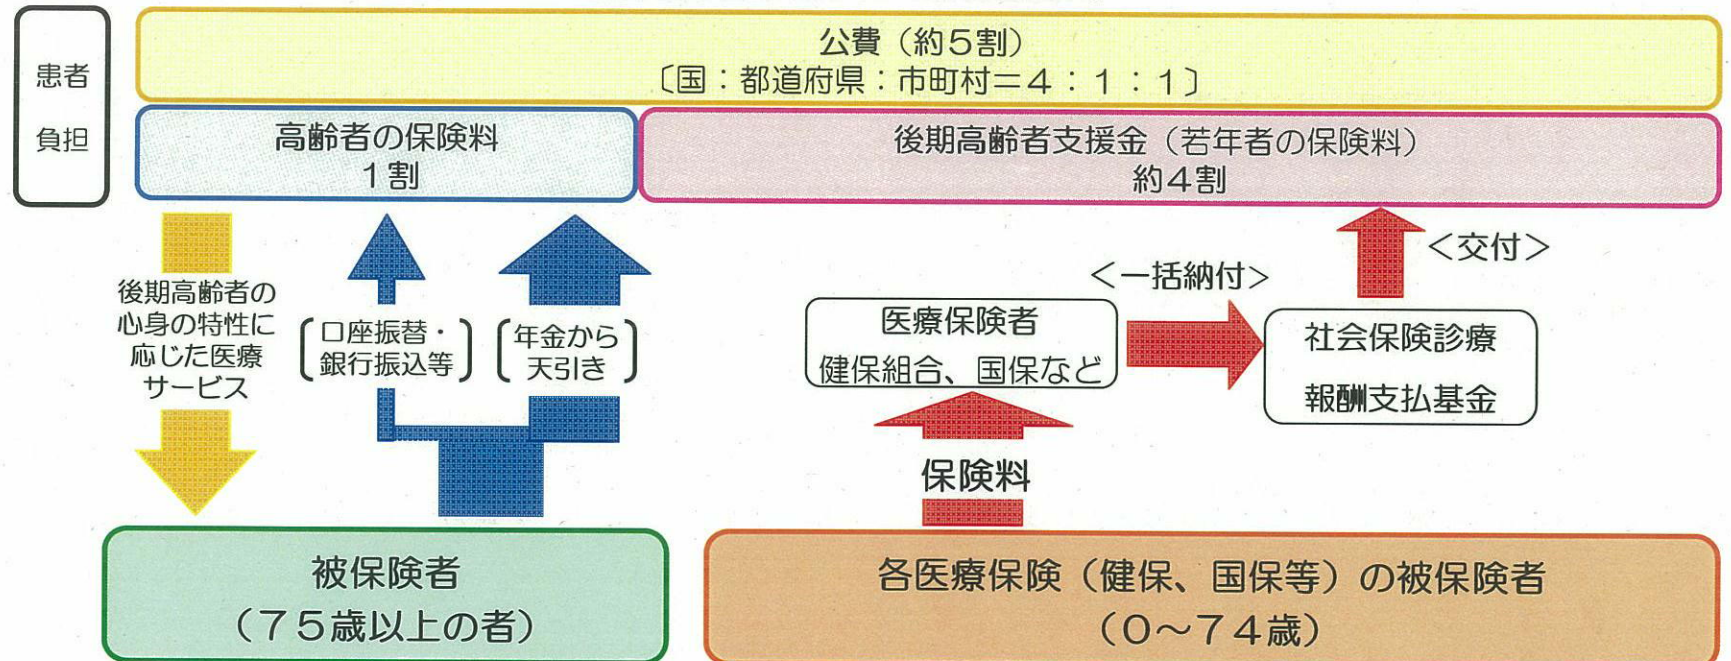 患者
負担
公費（約５割）
〔国：都道府県：市町村＝４：１：１〕
高齢者の保険料
１割
後期高齢者支援金（若年者の保険料）
約４割
後期高齢者の
心身の特性に
応じた医療
サービス
口座振替・
銀行振込等
年金から
天引き
医療保険者
健保組合、国保など
＜一括納付＞
社会保険診療
報酬支払基金
＜交付＞
保険料
被保険者
（７５歳以上の者）
各医療保険（健保、国保等）の被保険者
（０～７４歳）